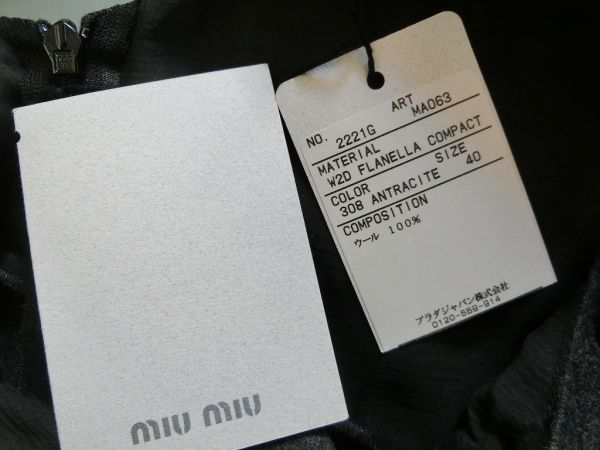 miu miu
NO. ART
2221G MA063
MATERIAL
W2D FLANELLA COMPACT
COLOR SIZE
308 ANTRACITE 40
COMPOSITION
ウール 100%
プラダジャパン株式会社
0120-559-914